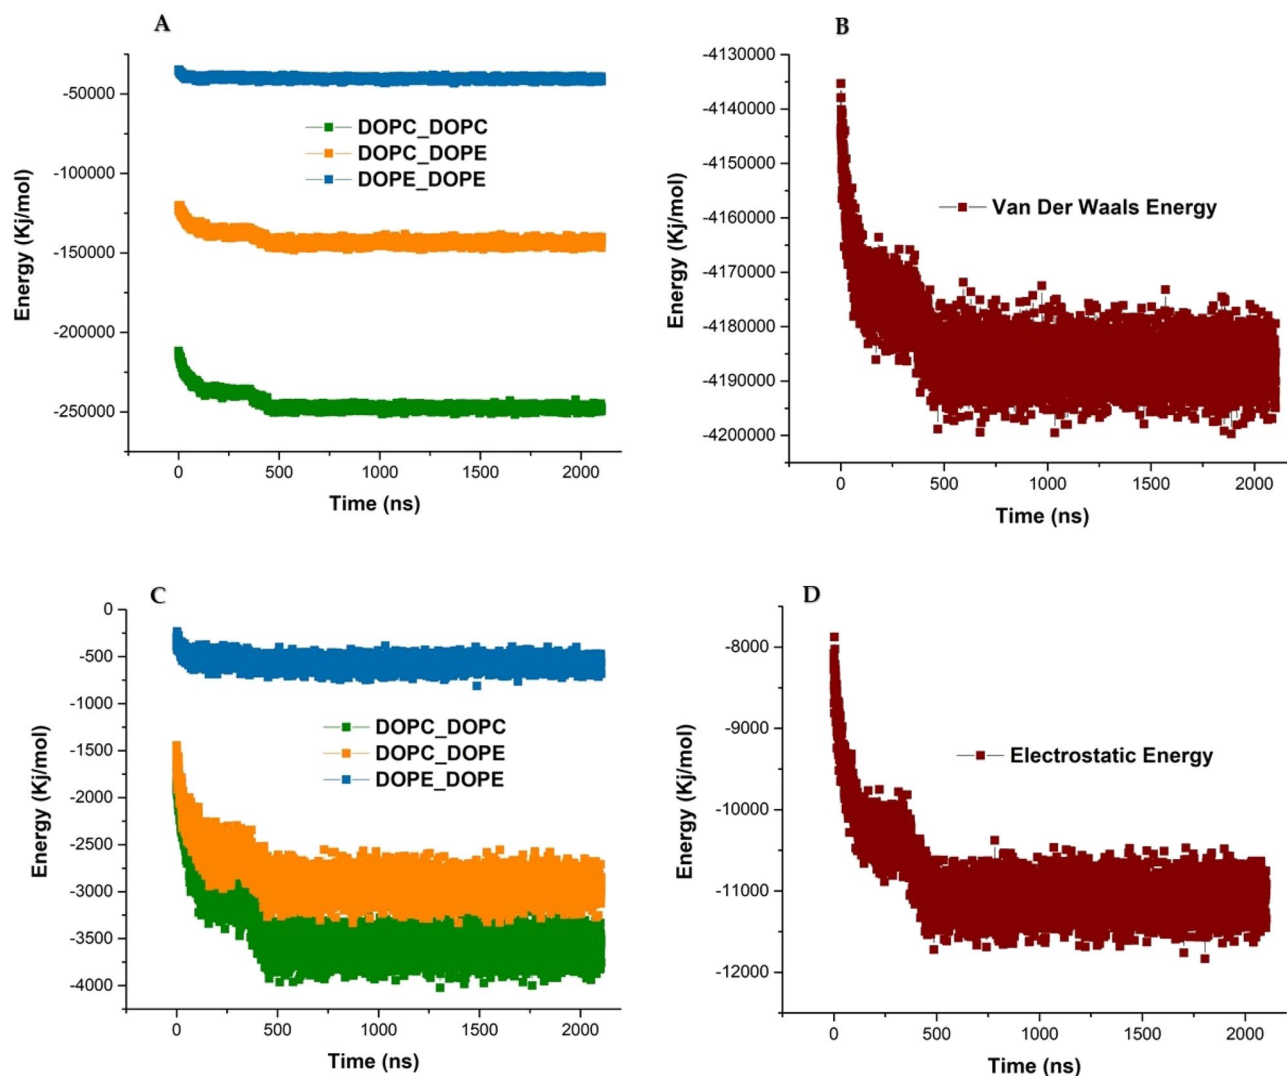 A
-50000
-100000
-150000
-200000
-250000
Energy (Kj/mol)
DOPC_DOPC
DOPC_DOPE
DOPE_DOPE
0 500 1000 1500 2000
Time (ns)
B
-4130000
-4140000
-4150000
-4160000
-4170000
-4180000
-4190000
-4200000
Energy (Kj/mol)
Van Der Waals Energy
0 500 1000 1500 2000
Time (ns)
C
0
-500
-1000
-1500
-2000
-2500
-3000
-3500
-4000
Energy (Kj/mol)
DOPC_DOPC
DOPC_DOPE
DOPE_DOPE
0 500 1000 1500 2000
Time (ns)
D
-8000
-9000
-10000
-11000
-12000
Energy (Kj/mol)
Electrostatic Energy
0 500 1000 1500 2000
Time (ns)